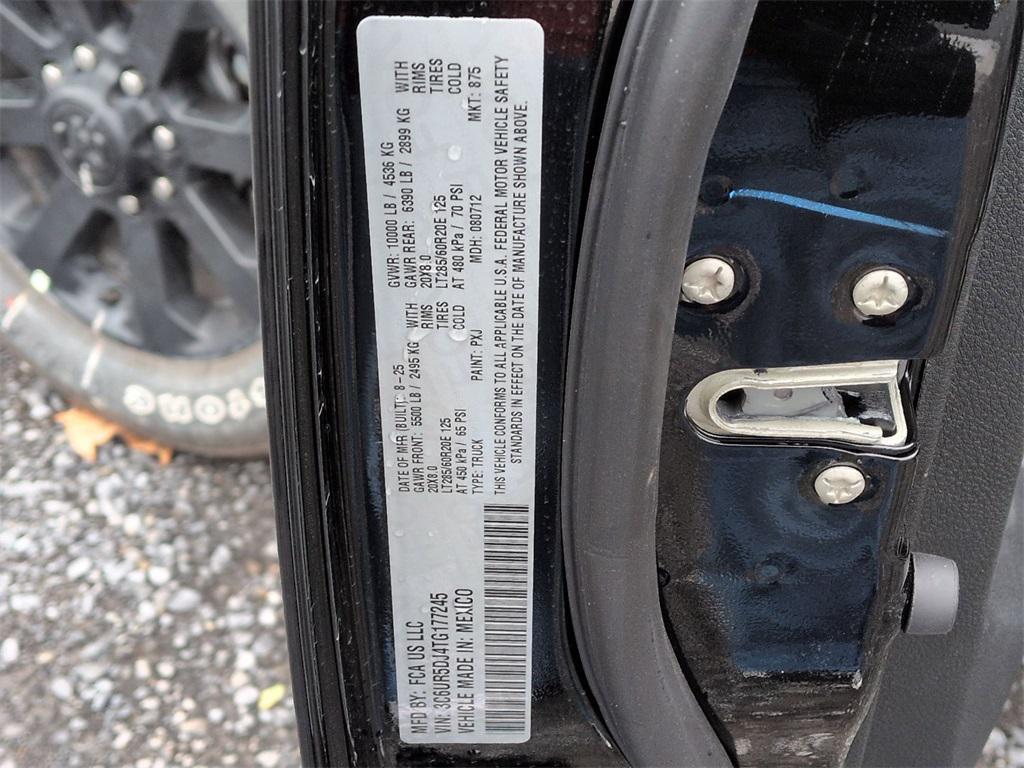 MFD BY: FCA US LLC
DATE OF MFR (BUILT): 8-25
GVWR: 10000 LB / 4536 KG
GAWR FRONT: 5500 LB / 2495 KG WITH
20X8.0 RIMS
LT285/60R20E 125 TIRES
AT 450 kPa / 65 PSI COLD
GAWR REAR: 6390 LB / 2899 KG WITH
20X8.0 RIMS
LT285/60R20E 125 TIRES
AT 480 kPa / 70 PSI COLD
VIN: 3C6UR5DJ4TG177245
TYPE: TRUCK PAINT: PXJ MDH: 080712 MKT: 875
VEHICLE MADE IN: MEXICO
THIS VEHICLE CONFORMS TO ALL APPLICABLE U.S.A. FEDERAL MOTOR VEHICLE SAFETY
STANDARDS IN EFFECT ON THE DATE OF MANUFACTURE SHOWN ABOVE.